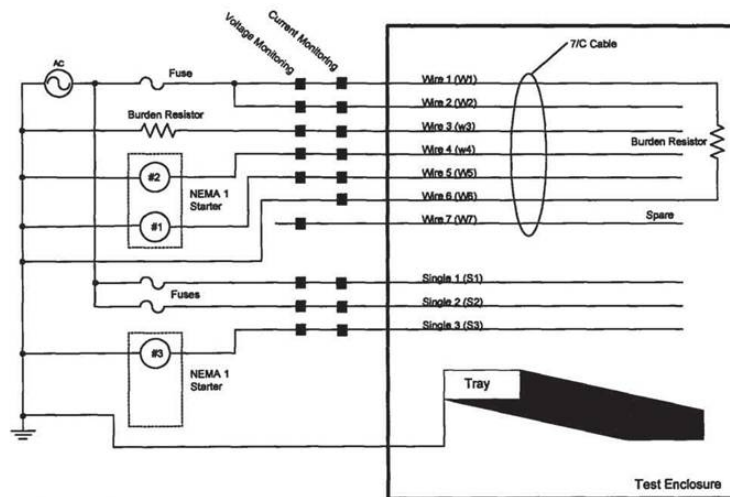 AC
Voltage Monitoring
Current Monitoring
7/C Cable
Fuse
Wire 1 (W1)
Wire 2 (W2)
Burden Resistor
Wire 3 (w3)
Burden Resistor
Wire 4 (w4)
#2
NEMA 1
Starter
Wire 5 (W5)
Wire 6 (W6)
#1
Wire 7 (W7)
Spare
Single 1 (S1)
Fuses
Single 2 (S2)
Single 3 (S3)
#3
NEMA 1
Starter
Tray
Test Enclosure